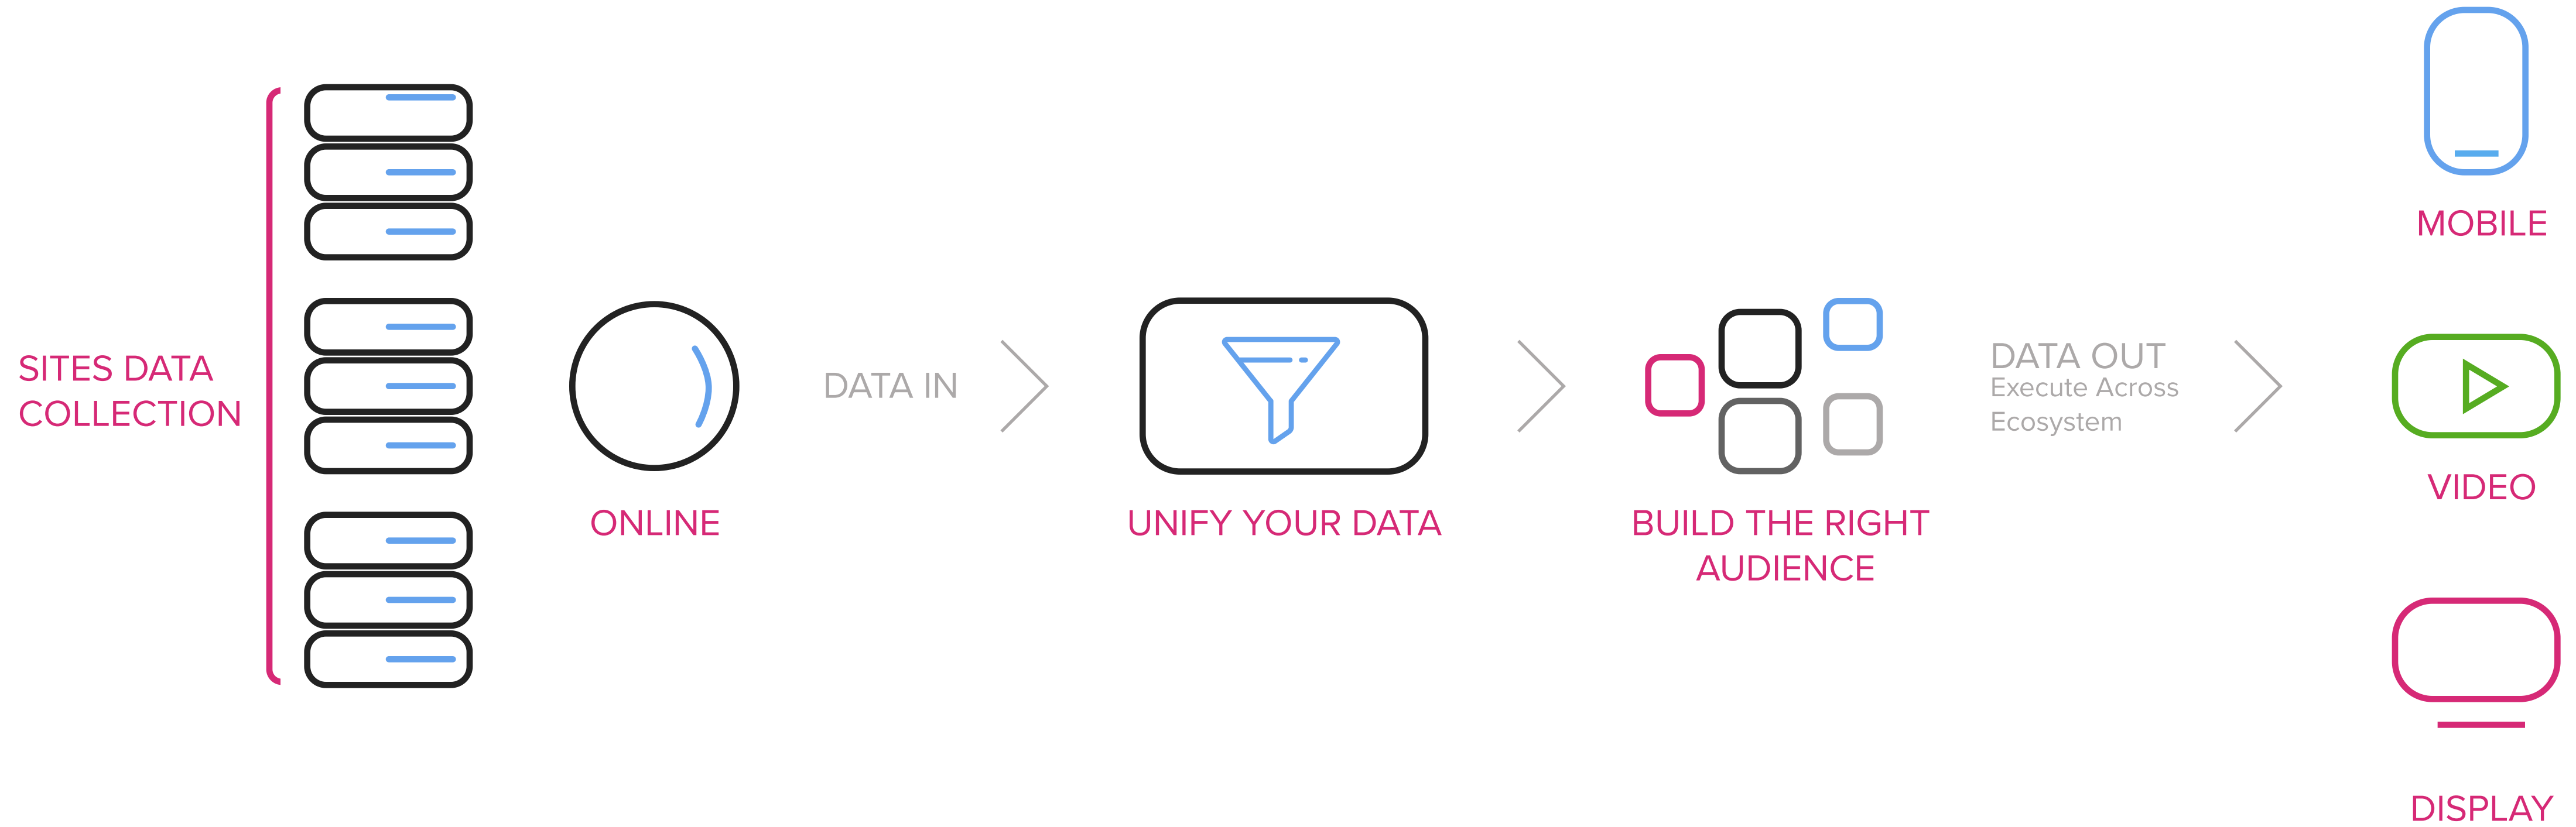 SITES DATA
COLLECTION
ONLINE
DATA IN
UNIFY YOUR DATA
BUILD THE RIGHT
AUDIENCE
DATA OUT
Execute Across
Ecosystem
MOBILE
VIDEO
DISPLAY